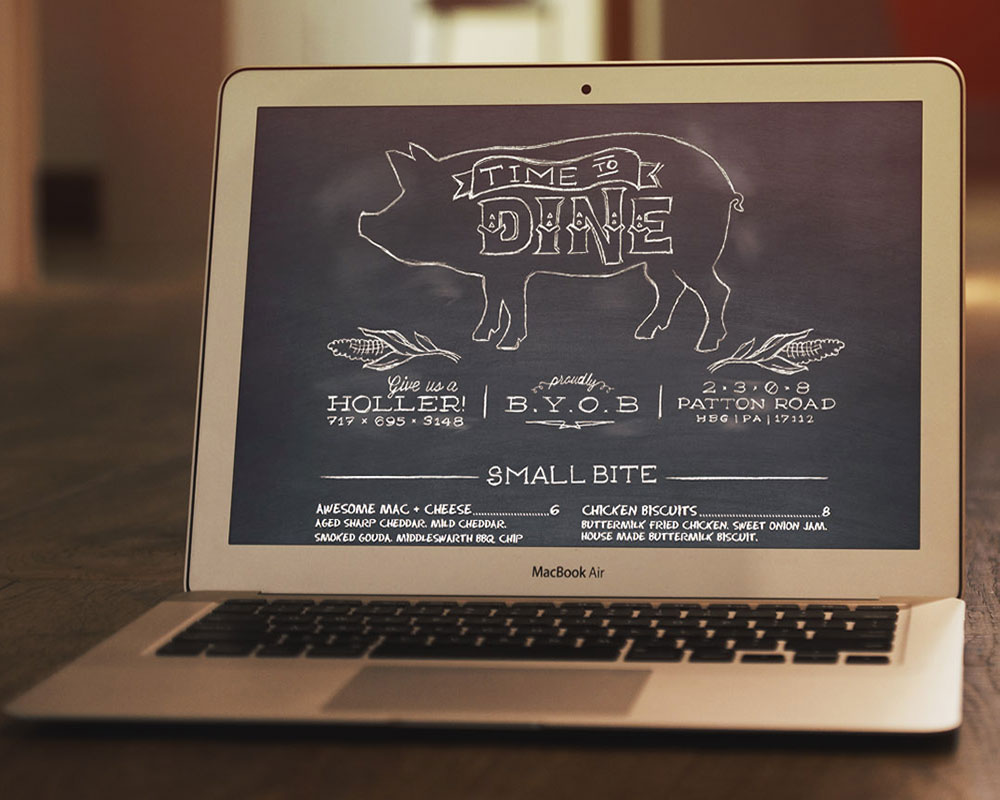 TIME TO
DINE
Give us a
HOLLER!
717 × 695 × 3148
proudly
B.Y.O.B
2·3·0·8
PATTON ROAD
HBG | PA | 17112
SMALL BITE
AWESOME MAC + CHEESE..............................6
AGED SHARP CHEDDAR. MILD CHEDDAR.
SMOKED GOUDA. MIDDLESWARTH BBQ CHIP
CHICKEN BISCUITS..............................8
BUTTERMILK FRIED CHICKEN. SWEET ONION JAM.
HOUSE MADE BUTTERMILK BISCUIT.
MacBook Air